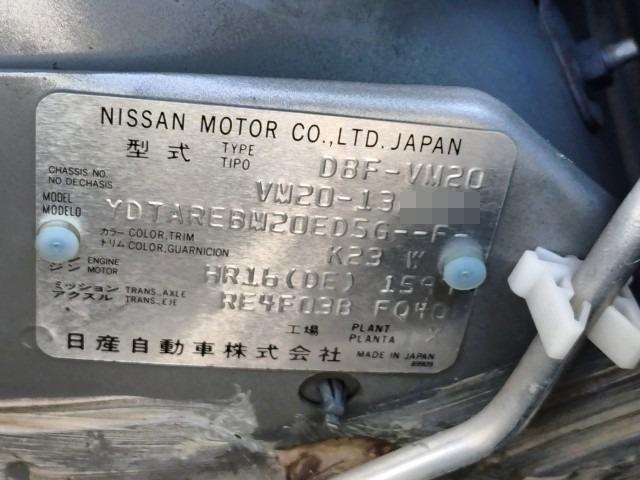 NISSAN MOTOR CO.,LTD. JAPAN
型式 TYPE TIPO DBF-VM20
CHASSIS NO. NO.DECHASIS VM20-13
MODEL MODELO YDTAREBW20ED5G--F-
カラー COLOR,TRIM トリム COLOR,GUARNICION K23 W
ENGINE MOTOR HR16(DE) 159
ミッション TRANS.AXLE アクスル TRANS.EJE RE4F03B FQ40
工場 PLANT PLANTA X
日産自動車株式会社 MADE IN JAPAN